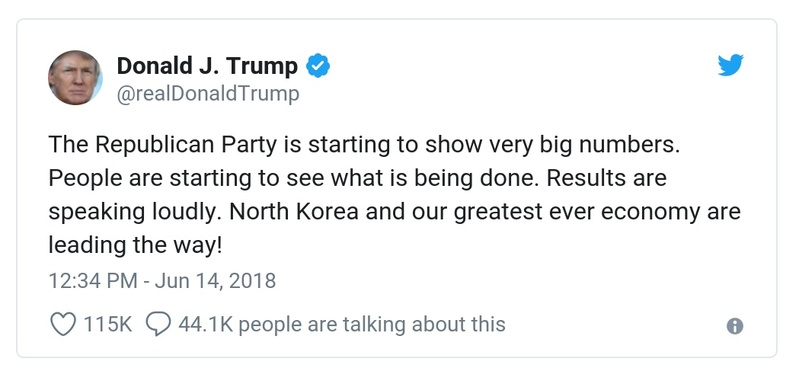 Donald J. Trump
@realDonaldTrump
The Republican Party is starting to show very big numbers.
People are starting to see what is being done. Results are
speaking loudly. North Korea and our greatest ever economy are
leading the way!
12:34 PM - Jun 14, 2018
115K 44.1K people are talking about this